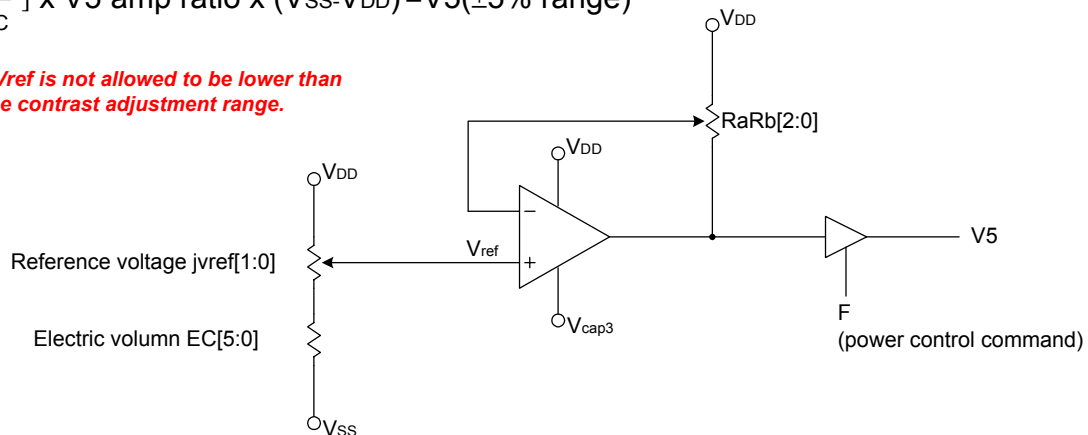 C ] x V5 amp ratio x (VSS-VDD)=V5(±5% range)
Vref is not allowed to be lower than
e contrast adjustment range.
VDD
RaRb[2:0]
VDD
VDD
−
Vref
+
Reference voltage jvref[1:0]
V5
Electric volumn EC[5:0]
Vcap3
F
(power control command)
VSS